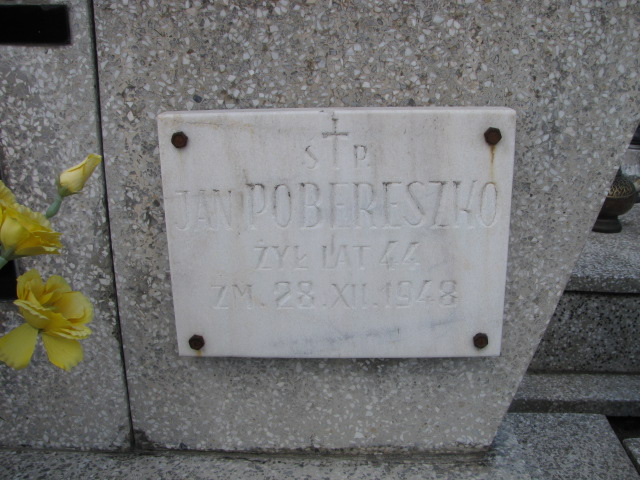 S P.
JAN POBERESZKO
ŻYŁ LAT 44
ZM. 28. XII. 1948